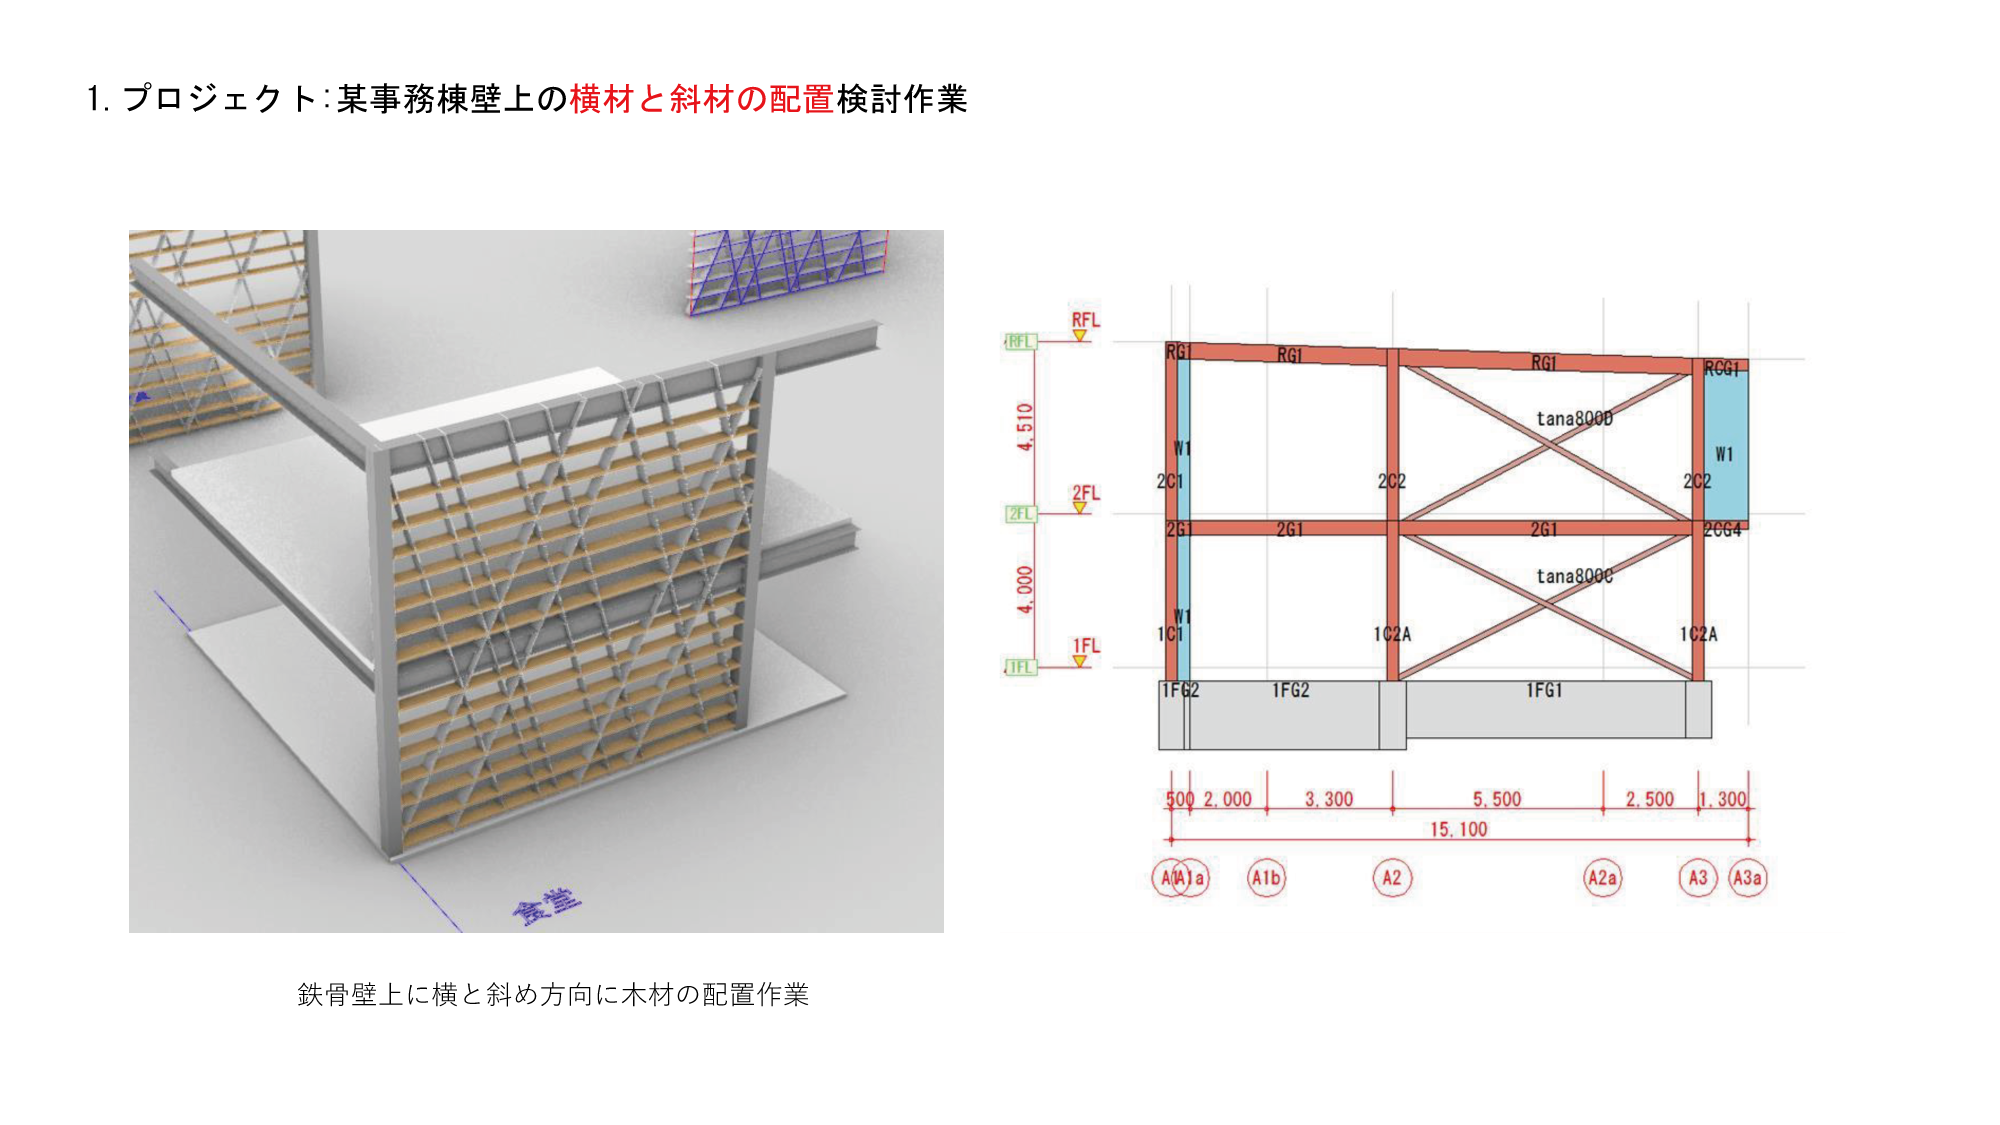 1. プロジェクト:某事務棟壁上の横材と斜材の配置検討作業
食堂
鉄骨壁上に横と斜め方向に木材の配置作業
RFL
RFL
RG1
RG1
RG1
RCG1
4,510
tana800D
W1
W1
2C1
2C2
2C2
2FL
2FL
2G1
2G1
2G1
2CG4
4,000
tana800C
W1
1C1
1C2A
1C2A
1FL
1FL
1FG2
1FG2
1FG1
500 2,000 3,300 5,500 2,500 1,300
15,100
A1 A1a A1b A2 A2a A3 A3a